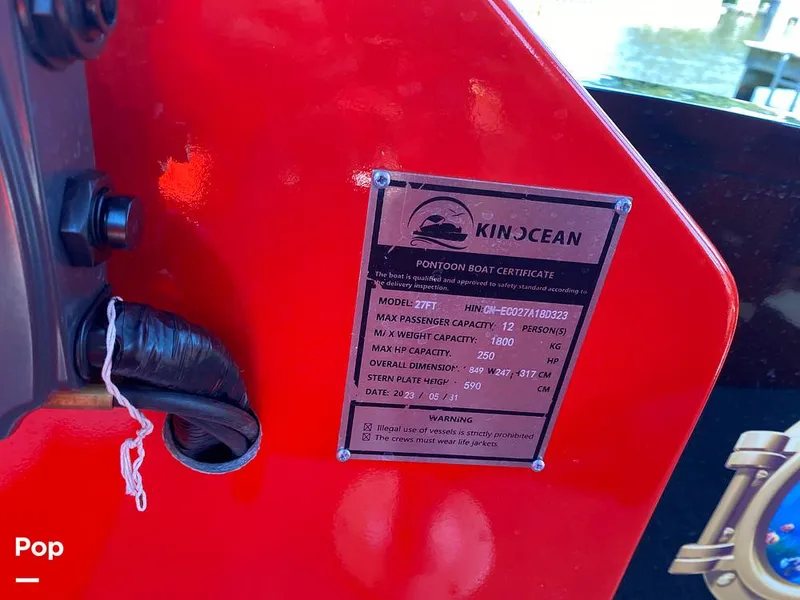 KINOCEAN
PONTOON BOAT CERTIFICATE
The boat is qualified and approved to safety standard according to
the delivery inspection.
MODEL: 27FT HIN: CN-ECO27A18D323
MAX PASSENGER CAPACITY: 12 PERSON(S)
MAX WEIGHT CAPACITY: 1800 KG
MAX HP CAPACITY. 250 HP
OVERALL DIMENSION: 849 W247, 317 CM
STERN PLATE HEIGH 590 CM
DATE: 2023 / 05 / 31
WARNING
☒ Illegal use of vessels is strictly prohibited
☒ The crews must wear life jackets.
Pop